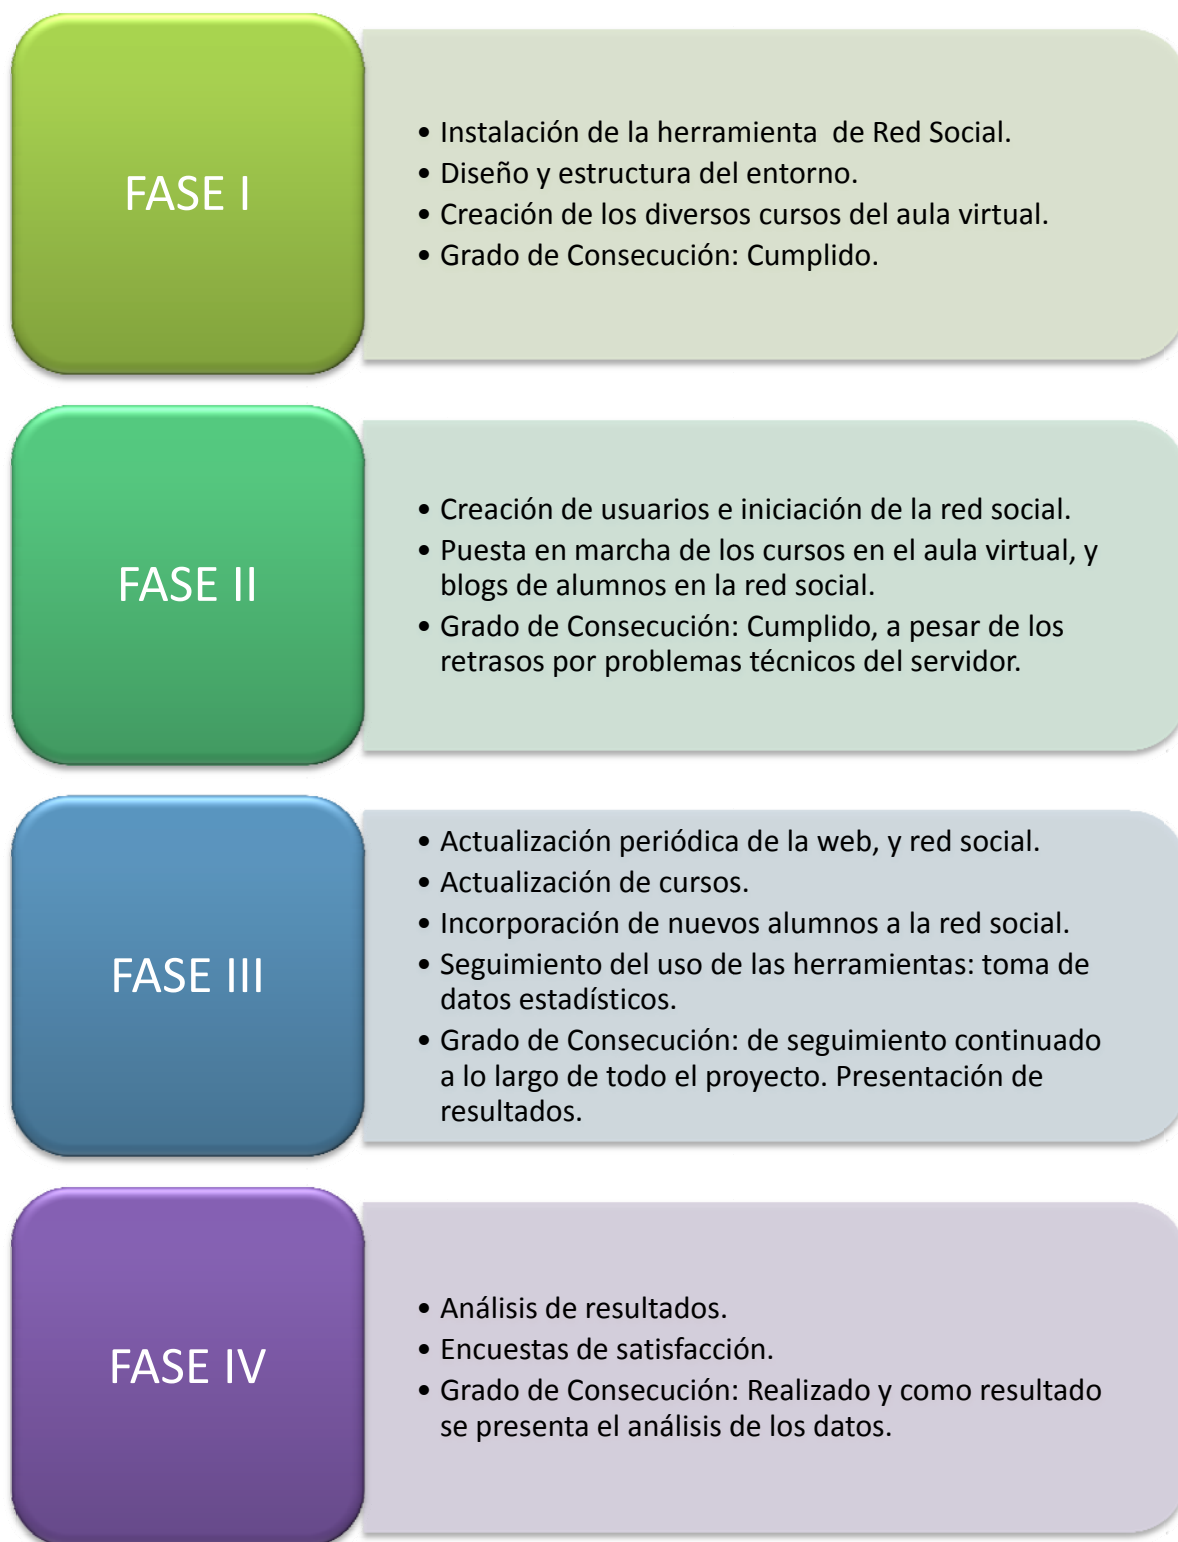 FASE I
• Instalación de la herramienta  de Red Social.
• Diseño y estructura del entorno.
• Creación de los diversos cursos del aula virtual.
• Grado de Consecución: Cumplido.
FASE II
• Creación de usuarios e iniciación de la red social.
• Puesta en marcha de los cursos en el aula virtual, y
blogs de alumnos en la red social.
• Grado de Consecución: Cumplido, a pesar de los
retrasos por problemas técnicos del servidor.
FASE III
• Actualización periódica de la web, y red social.
• Actualización de cursos.
• Incorporación de nuevos alumnos a la red social.
• Seguimiento del uso de las herramientas: toma de
datos estadísticos.
• Grado de Consecución: de seguimiento continuado
a lo largo de todo el proyecto. Presentación de
resultados.
FASE IV
• Análisis de resultados.
• Encuestas de satisfacción.
• Grado de Consecución: Realizado y como resultado
se presenta el análisis de los datos.